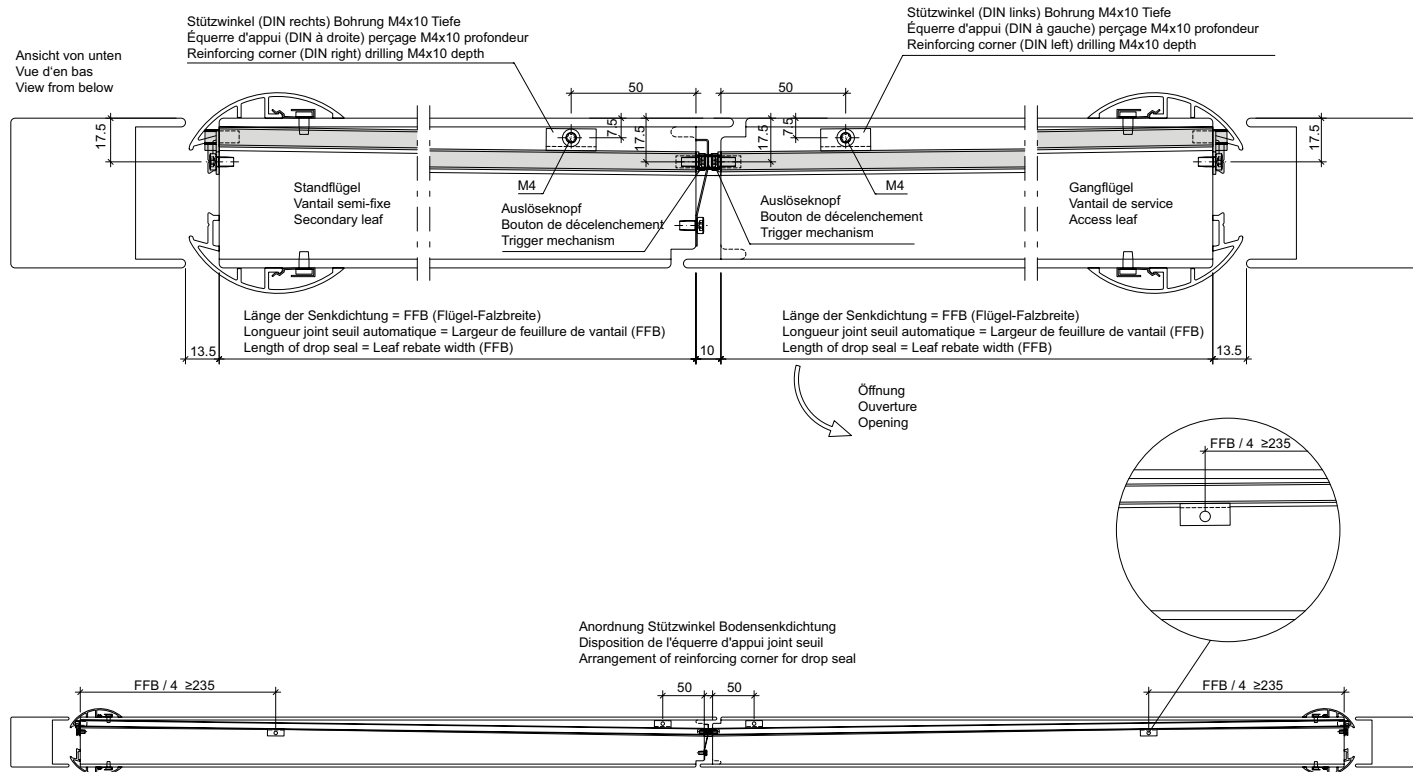 Stützwinkel (DIN rechts) Bohrung M4x10 Tiefe
Équerre d'appui (DIN à droite) perçage M4x10 profondeur
Reinforcing corner (DIN right) drilling M4x10 depth
Stützwinkel (DIN links) Bohrung M4x10 Tiefe
Équerre d'appui (DIN à gauche) perçage M4x10 profondeur
Reinforcing corner (DIN left) drilling M4x10 depth
Ansicht von unten
Vue d'en bas
View from below
50
50
17.5
7.5
17.5
17.5
7.5
17.5
M4
M4
Standflügel
Vantail semi-fixe
Secondary leaf
Auslöseknopf
Bouton de décelenchement
Trigger mechanism
Auslöseknopf
Bouton de décelenchement
Trigger mechanism
Gangflügel
Vantail de service
Access leaf
Länge der Senkdichtung = FFB (Flügel-Falzbreite)
Longueur joint seuil automatique = Largeur de feuillure de vantail (FFB)
Length of drop seal = Leaf rebate width (FFB)
Länge der Senkdichtung = FFB (Flügel-Falzbreite)
Longueur joint seuil automatique = Largeur de feuillure de vantail (FFB)
Length of drop seal = Leaf rebate width (FFB)
13.5
10
13.5
Öffnung
Ouverture
Opening
FFB / 4 ≥235
Anordnung Stützwinkel Bodensenkdichtung
Disposition de l'équerre d'appui joint seuil
Arrangement of reinforcing corner for drop seal
FFB / 4 ≥235
50
50
FFB / 4 ≥235